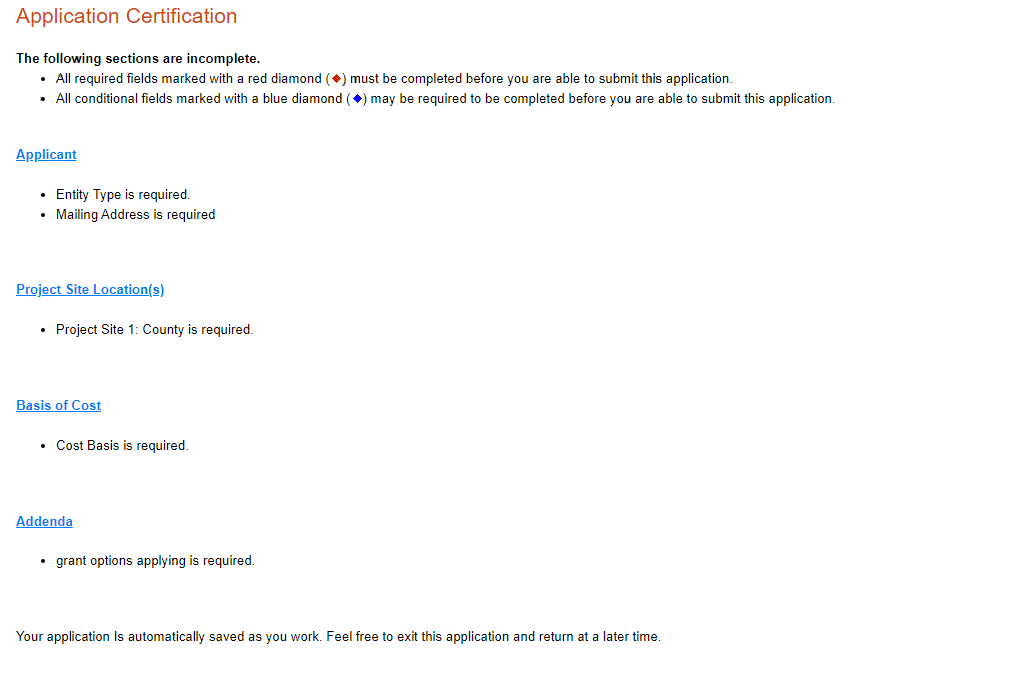 Application Certification
The following sections are incomplete.
• All required fields marked with a red diamond (◆) must be completed before you are able to submit this application.
• All conditional fields marked with a blue diamond (◆) may be required to be completed before you are able to submit this application.
Applicant
• Entity Type is required.
• Mailing Address is required
Project Site Location(s)
• Project Site 1: County is required.
Basis of Cost
• Cost Basis is required.
Addenda
• grant options applying is required.
Your application Is automatically saved as you work. Feel free to exit this application and return at a later time.